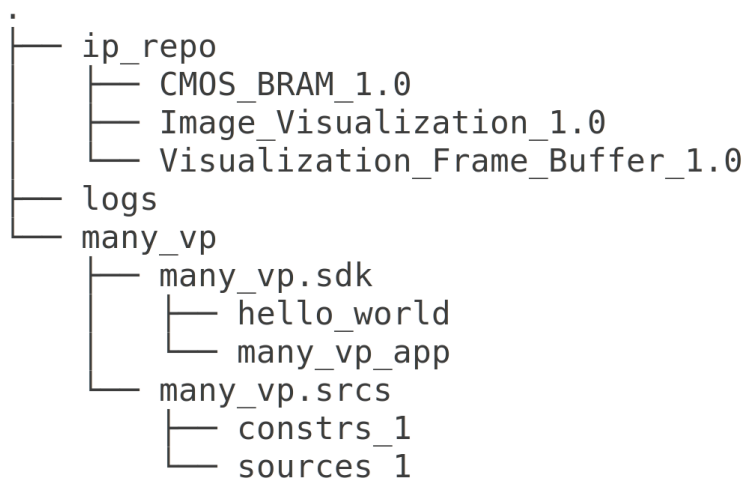 .
├── ip_repo
│   ├── CMOS_BRAM_1.0
│   ├── Image_Visualization_1.0
│   └── Visualization_Frame_Buffer_1.0
├── logs
└── many_vp
    ├── many_vp.sdk
    │   ├── hello_world
    │   └── many_vp_app
    └── many_vp.srcs
        ├── constrs_1
        └── sources_1